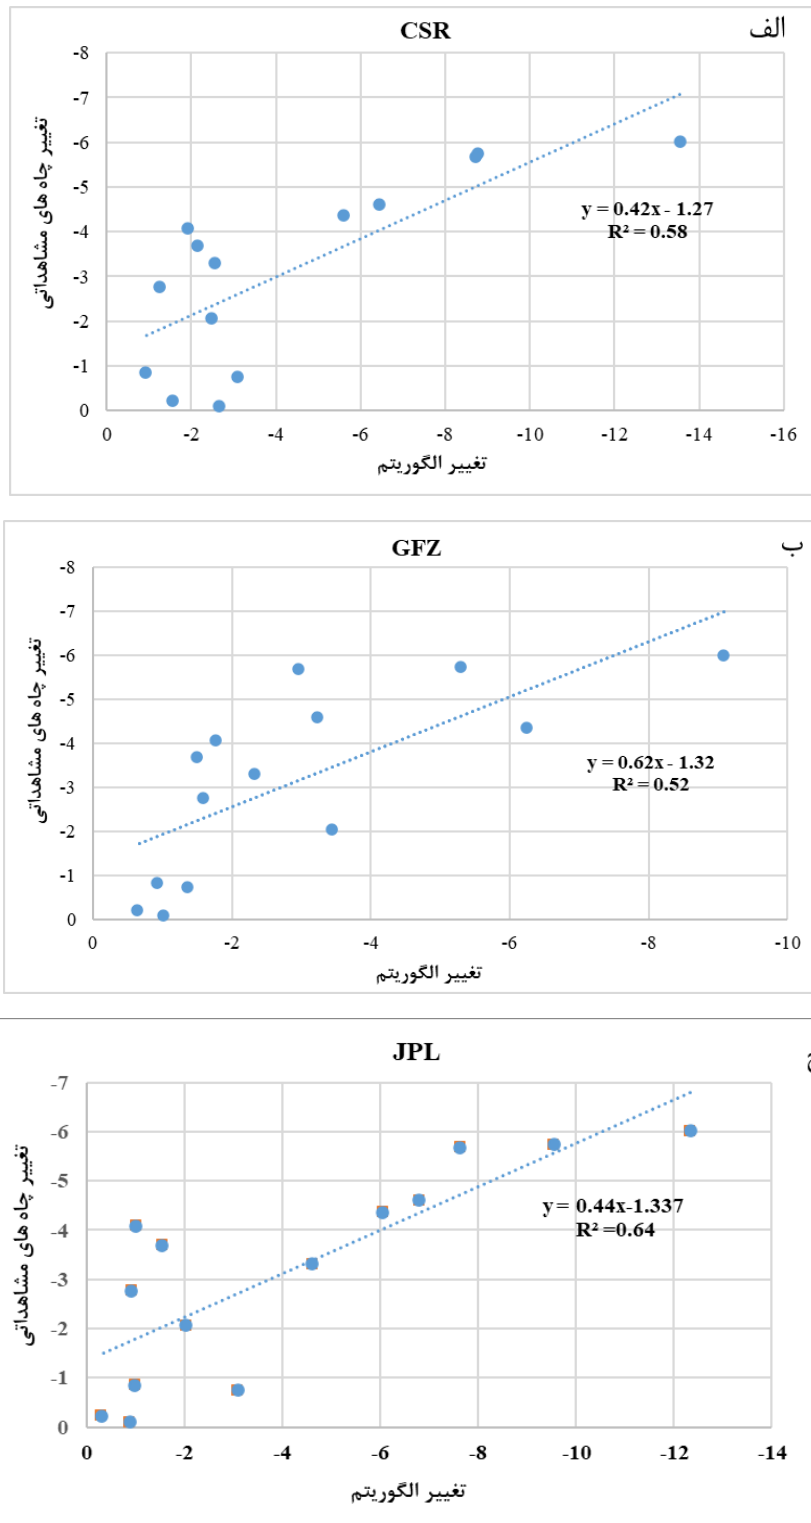 CSR
الف
-8
-7
-6
-5
-4
-3
-2
-1
0
تغییر چاه های مشاهداتی
y = 0.42x - 1.27
R² = 0.58
0 -2 -4 -6 -8 -10 -12 -14 -16
تغییر الگوریتم
GFZ
ب
-8
-7
-6
-5
-4
-3
-2
-1
0
تغییر چاه های مشاهداتی
y = 0.62x - 1.32
R² = 0.52
0 -2 -4 -6 -8 -10
تغییر الگوریتم
JPL
-7
-6
-5
-4
-3
-2
-1
0
تغییر چاه های مشاهداتی
y = 0.44x-1.337
R² =0.64
0 -2 -4 -6 -8 -10 -12 -14
تغییر الگوریتم